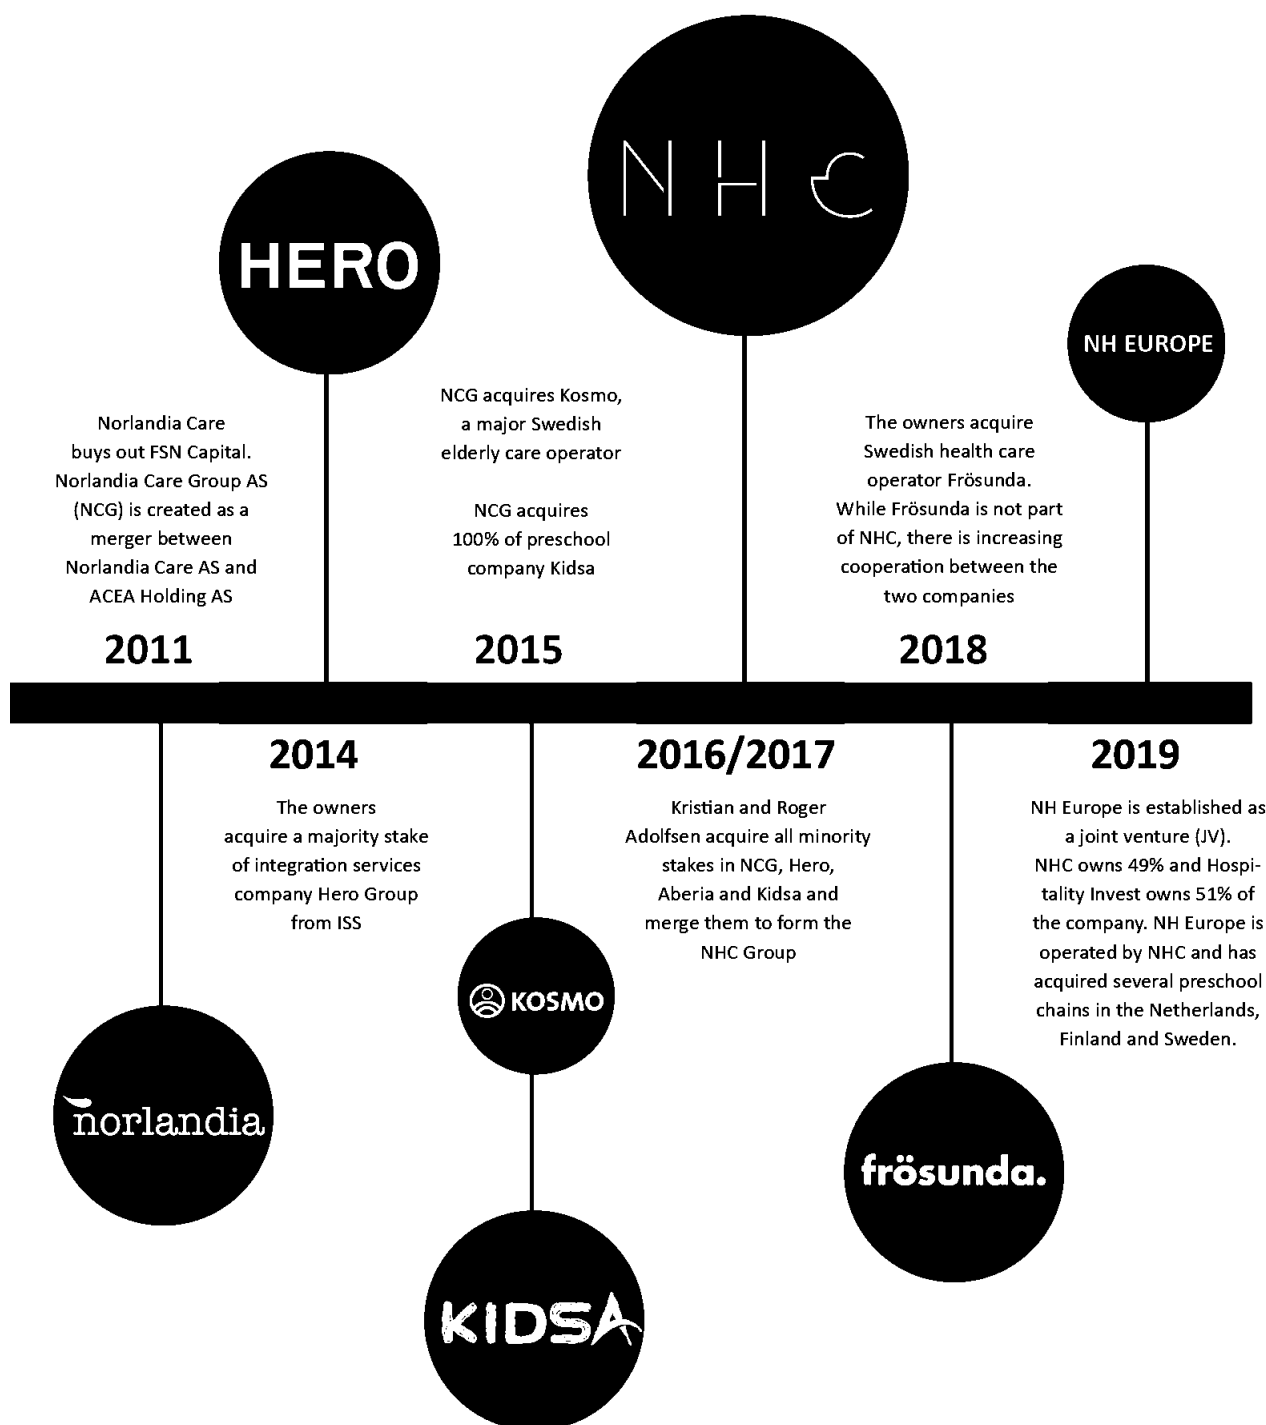 NHC
HERO
NH EUROPE
Norlandia Care
buys out FSN Capital.
Norlandia Care Group AS
(NCG) is created as a
merger between
Norlandia Care AS and
ACEA Holding AS
2011
NCG acquires Kosmo,
a major Swedish
elderly care operator
NCG acquires
100% of preschool
company Kidsa
2015
The owners acquire
Swedish health care
operator Frösunda.
While Frösunda is not part
of NHC, there is increasing
cooperation between the
two companies
2018
2014
The owners
acquire a majority stake
of integration services
company Hero Group
from ISS
2016/2017
Kristian and Roger
Adolfsen acquire all minority
stakes in NCG, Hero,
Aberia and Kidsa and
merge them to form the
NHC Group
2019
NH Europe is established as
a joint venture (JV).
NHC owns 49% and Hospi-
tality Invest owns 51% of
the company. NH Europe is
operated by NHC and has
acquired several preschool
chains in the Netherlands,
Finland and Sweden.
norlandia
KOSMO
frösunda.
KIDSA